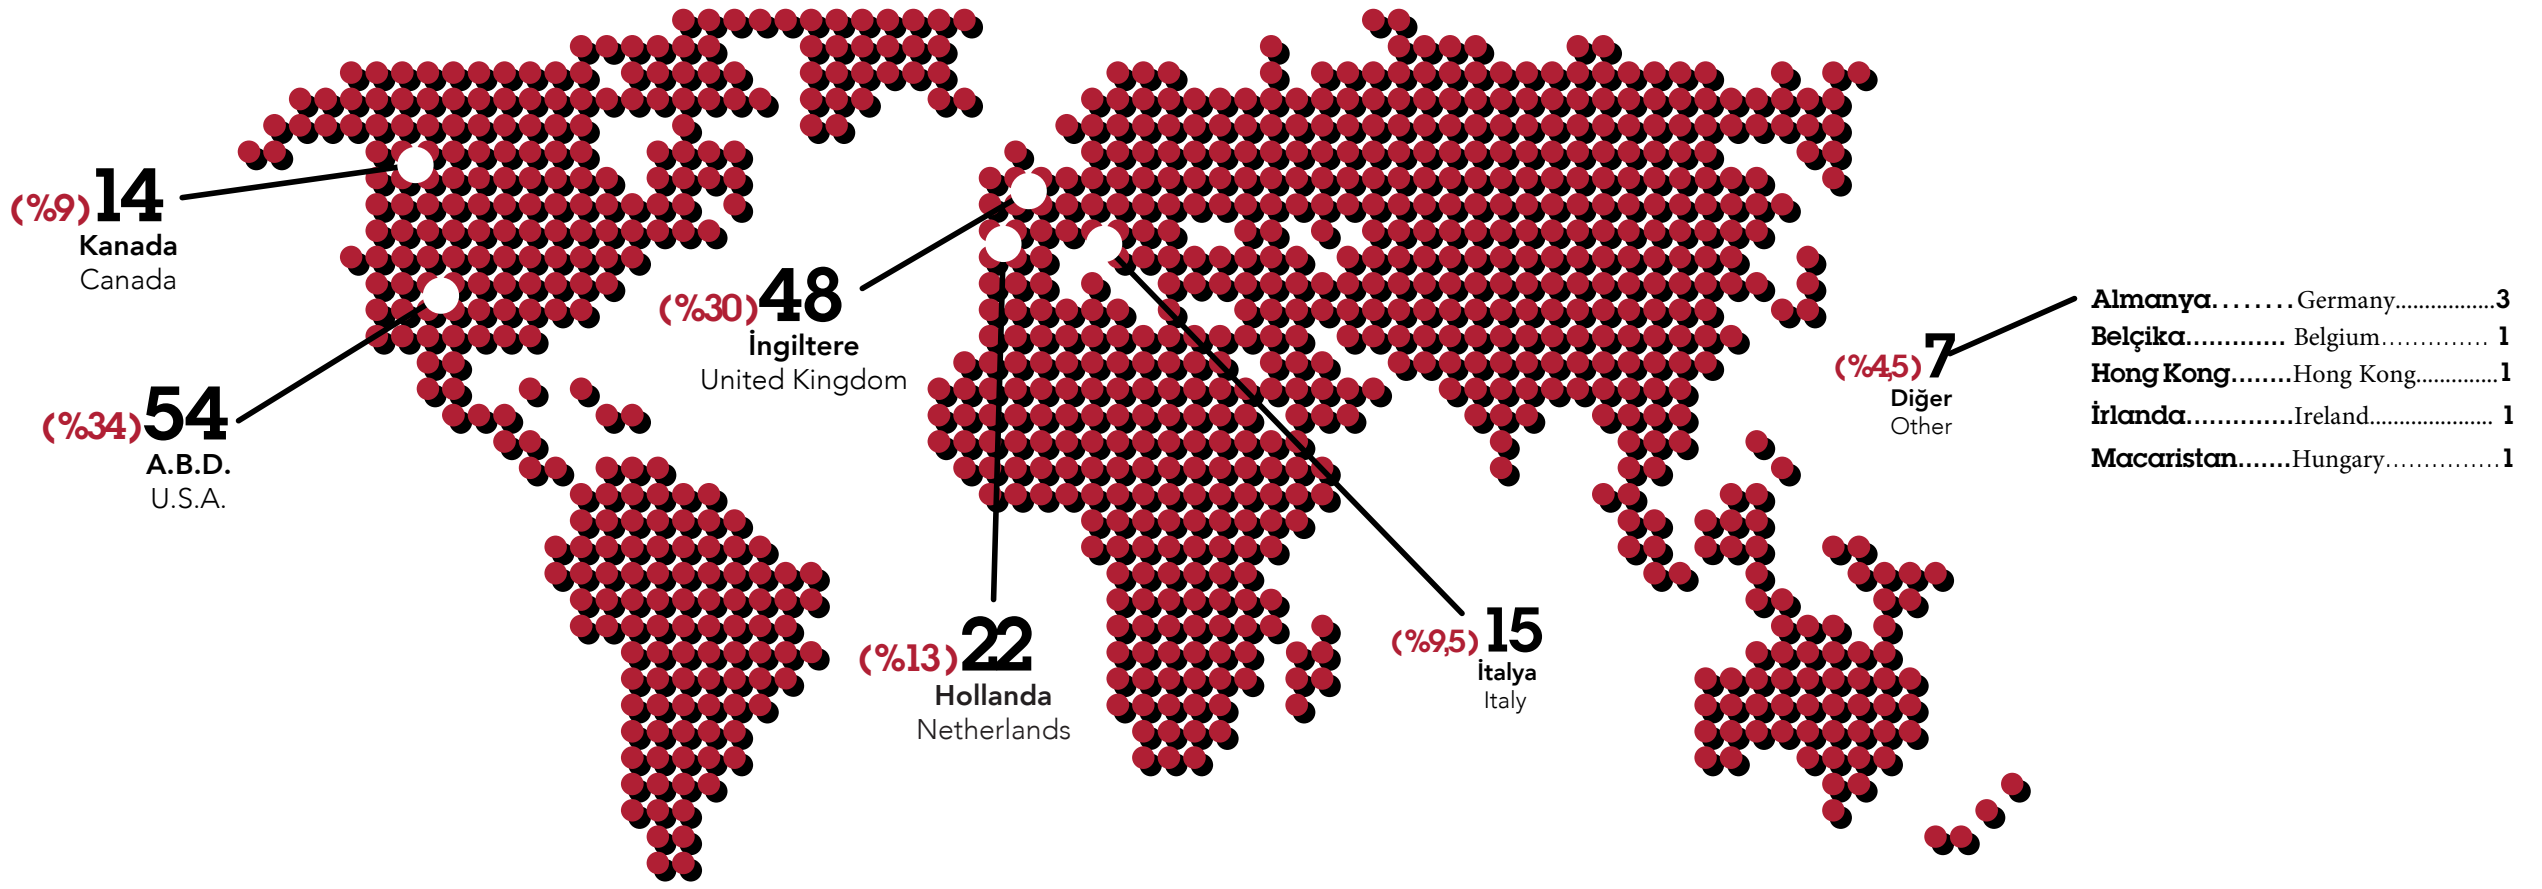 (%9) 14
Kanada
Canada
(%34) 54
A.B.D.
U.S.A.
(%30) 48
İngiltere
United Kingdom
(%13) 22
Hollanda
Netherlands
(%9,5) 15
İtalya
Italy
(%4,5) 7
Diğer
Other
Almanya........Germany.................3
Belçika............ Belgium.............. 1
Hong Kong........Hong Kong..............1
İrlanda..............Ireland..................... 1
Macaristan.......Hungary................1